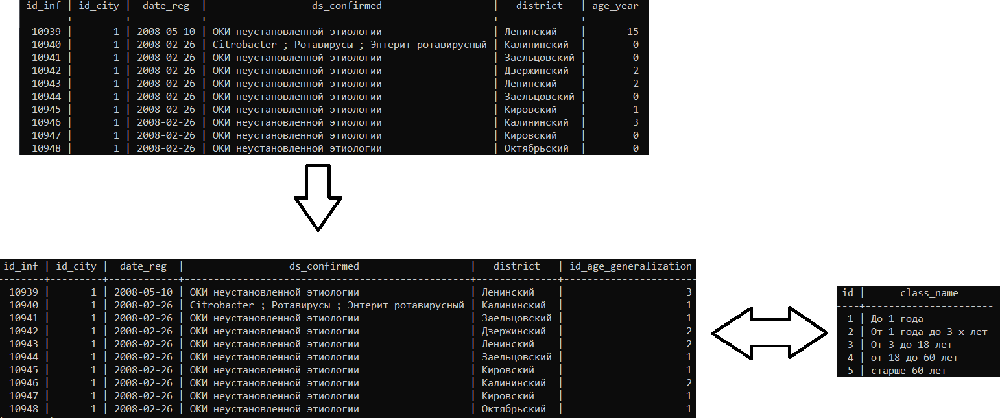 id_inf | id_city | date_reg | ds_confirmed | district | age_year
10939 | 1 | 2008-05-10 | ОКИ неустановленной этиологии | Ленинский | 15
10940 | 1 | 2008-02-26 | Citrobacter ; Ротавирусы ; Энтерит ротавирусный | Калининский | 0
10941 | 1 | 2008-02-26 | ОКИ неустановленной этиологии | Заельцовский | 0
10942 | 1 | 2008-02-26 | ОКИ неустановленной этиологии | Дзержинский | 2
10943 | 1 | 2008-02-26 | ОКИ неустановленной этиологии | Ленинский | 2
10944 | 1 | 2008-02-26 | ОКИ неустановленной этиологии | Заельцовский | 0
10945 | 1 | 2008-02-26 | ОКИ неустановленной этиологии | Кировский | 1
10946 | 1 | 2008-02-26 | ОКИ неустановленной этиологии | Калининский | 3
10947 | 1 | 2008-02-26 | ОКИ неустановленной этиологии | Кировский | 0
10948 | 1 | 2008-02-26 | ОКИ неустановленной этиологии | Октябрьский | 0
id_inf | id_city | date_reg | ds_confirmed | district | id_age_generalization
10939 | 1 | 2008-05-10 | ОКИ неустановленной этиологии | Ленинский | 3
10940 | 1 | 2008-02-26 | Citrobacter ; Ротавирусы ; Энтерит ротавирусный | Калининский | 1
10941 | 1 | 2008-02-26 | ОКИ неустановленной этиологии | Заельцовский | 1
10942 | 1 | 2008-02-26 | ОКИ неустановленной этиологии | Дзержинский | 2
10943 | 1 | 2008-02-26 | ОКИ неустановленной этиологии | Ленинский | 2
10944 | 1 | 2008-02-26 | ОКИ неустановленной этиологии | Заельцовский | 1
10945 | 1 | 2008-02-26 | ОКИ неустановленной этиологии | Кировский | 1
10946 | 1 | 2008-02-26 | ОКИ неустановленной этиологии | Калининский | 2
10947 | 1 | 2008-02-26 | ОКИ неустановленной этиологии | Кировский | 1
10948 | 1 | 2008-02-26 | ОКИ неустановленной этиологии | Октябрьский | 1
id | class_name
1 | До 1 года
2 | От 1 года до 3-х лет
3 | От 3 до 18 лет
4 | от 18 до 60 лет
5 | старше 60 лет